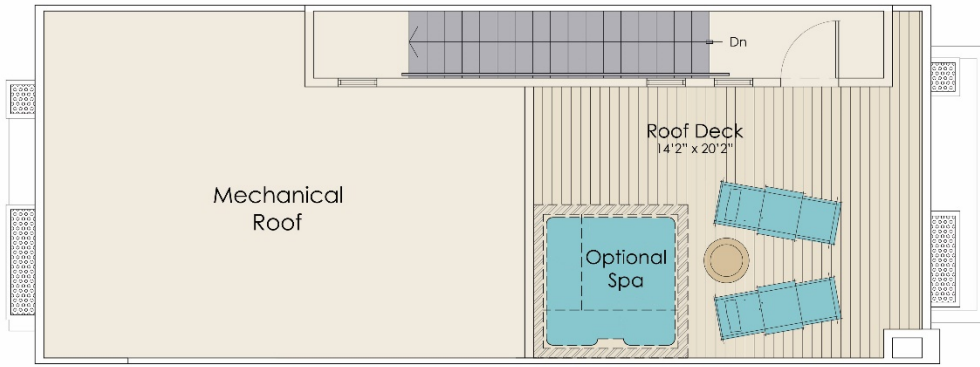 Dn
Roof Deck
14'2" x 20'2"
Mechanical
Roof
Optional
Spa